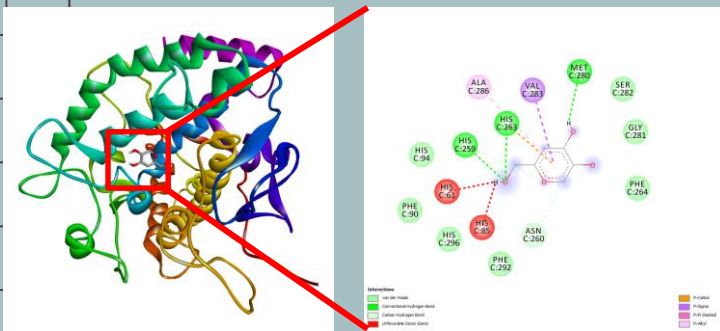 MET
C:280
ALA
C:286
VAL
C:283
SER
C:282
HIS
C:263
GLY
C:281
HIS
C:259
HIS
C:94
PHE
C:264
HIS
C:61
PHE
C:90
HIS
C:85
HIS
C:296
ASN
C:260
PHE
C:292
H
O
O
O
H
O
Interactions
van der Waals
Conventional Hydrogen Bond
Carbon Hydrogen Bond
Unfavorable Donor-Donor
Pi-Cation
Pi-Sigma
Pi-Pi Stacked
Pi-Alkyl